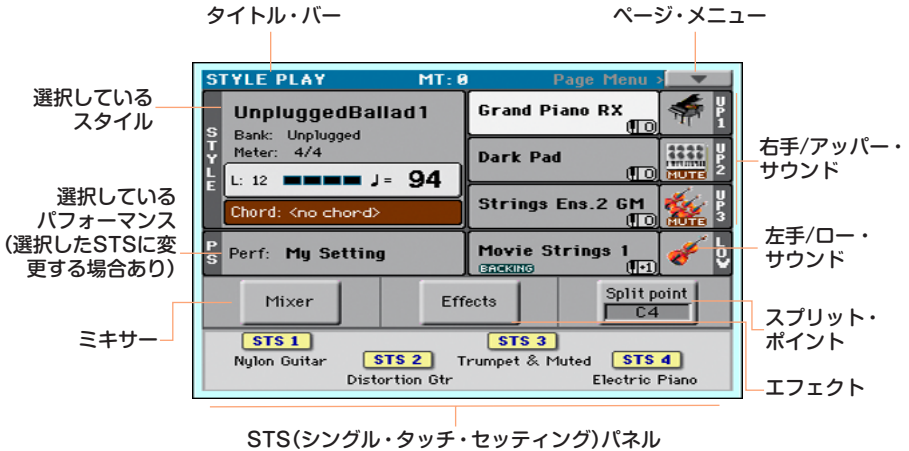 タイトル・バー
ページ・メニュー
STYLE PLAY MT: 0 Page Menu >
選択している
スタイル
STYLE
UnpluggedBallad1
Bank: Unplugged
Meter: 4/4
L: 12 ♩= 94
Chord: <no chord>
Grand Piano RX
0
UP1
Dark Pad
0
MUTE
UP2
Strings Ens.2 GM
0
MUTE
UP3
右手/アッパー・
サウンド
選択している
パフォーマンス
(選択したSTSに変
更する場合あり)
PS
Perf: My Setting
Movie Strings 1
BACKING
+1
LOW
左手/ロー・
サウンド
Mixer
Effects
Split point
C4
ミキサー
スプリット・
ポイント
エフェクト
STS 1
Nylon Guitar
STS 2
Distortion Gtr
STS 3
Trumpet & Muted
STS 4
Electric Piano
STS(シングル・タッチ・セッティング)パネル